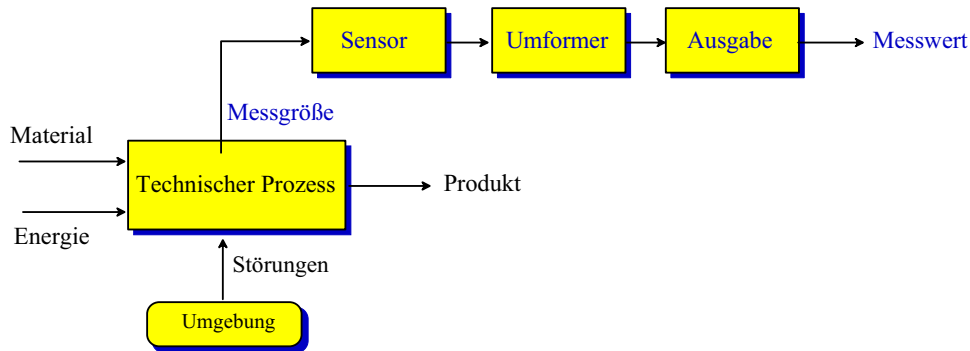 Sensor
Umformer
Ausgabe
Messwert
Messgröße
Material
Technischer Prozess
Produkt
Energie
Störungen
Umgebung